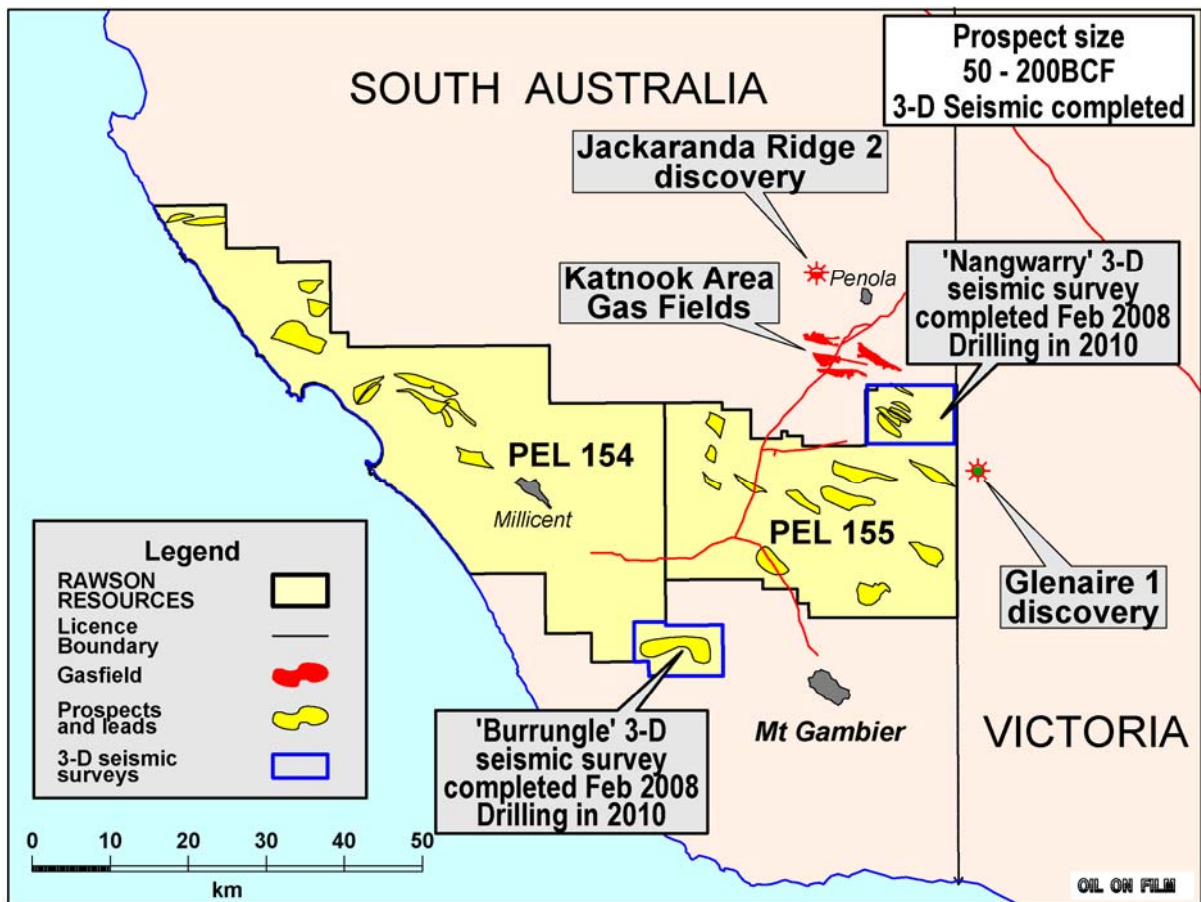 Prospect size
50 - 200BCF
3-D Seismic completed
SOUTH AUSTRALIA
Jackaranda Ridge 2
discovery
Penola
Katnook Area
Gas Fields
'Nangwarry' 3-D
seismic survey
completed Feb 2008
Drilling in 2010
PEL 154
Millicent
PEL 155
Glenaire 1
discovery
Legend
RAWSON
RESOURCES
Licence
Boundary
Gasfield
Prospects
and leads
3-D seismic
surveys
'Burrungle' 3-D
seismic survey
completed Feb 2008
Drilling in 2010
Mt Gambier
VICTORIA
0 10 20 30 40 50
km
OIL ON FILM